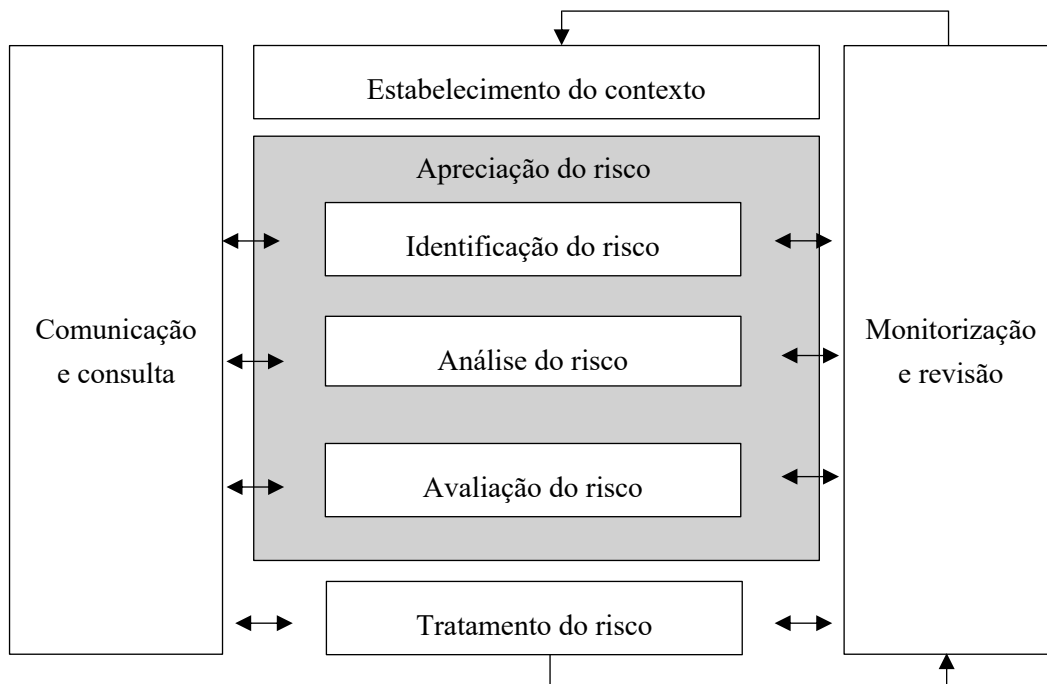 Estabelecimento do contexto
Apreciação do risco
Identificação do risco
Comunicação
e consulta
Análise do risco
Monitorização
e revisão
Avaliação do risco
Tratamento do risco